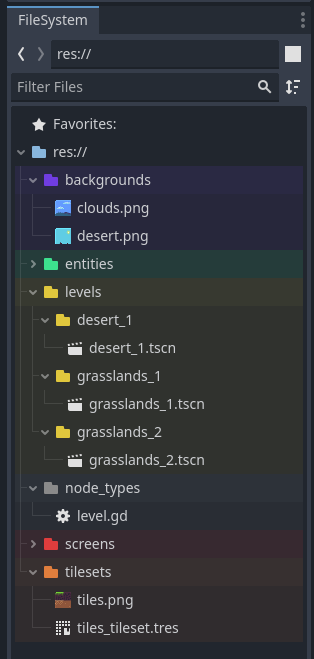 FileSystem
res://
Filter Files
Favorites:
res://
backgrounds
clouds.png
desert.png
entities
levels
desert_1
desert_1.tscn
grasslands_1
grasslands_1.tscn
grasslands_2
grasslands_2.tscn
node_types
level.gd
screens
tilesets
tiles.png
tiles_tileset.tres